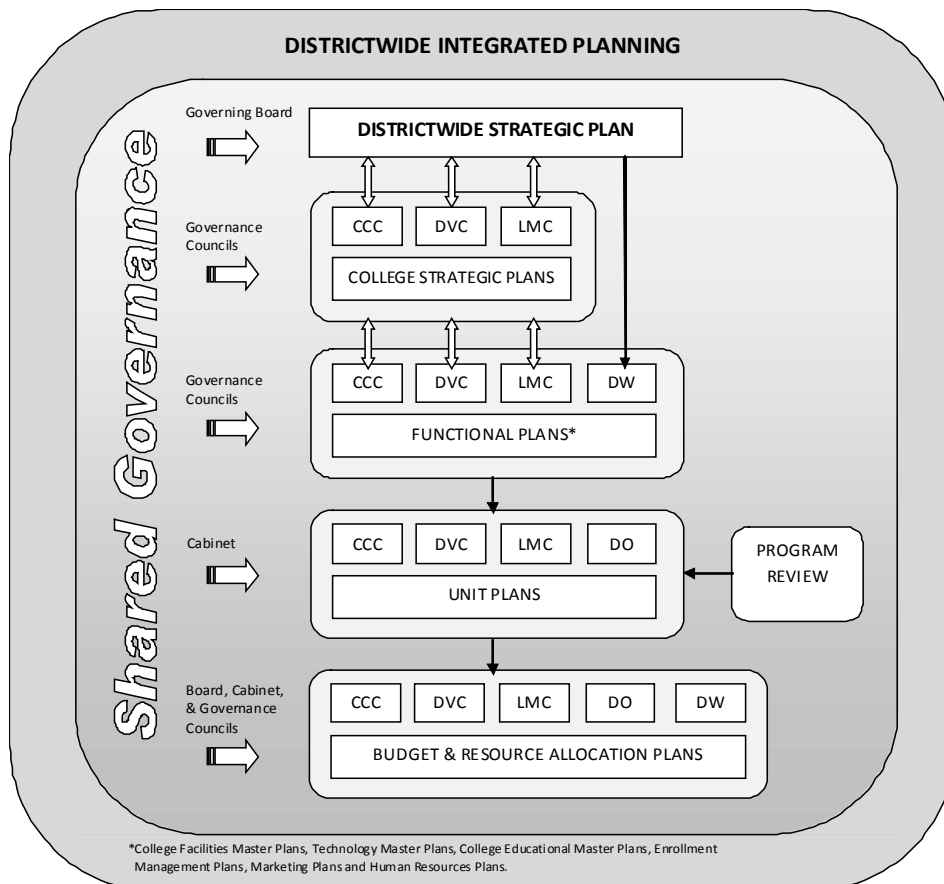 DISTRICTWIDE INTEGRATED PLANNING
Shared Governance
Governing Board
DISTRICTWIDE STRATEGIC PLAN
Governance
Councils
CCC DVC LMC
COLLEGE STRATEGIC PLANS
Governance
Councils
CCC DVC LMC DW
FUNCTIONAL PLANS*
Cabinet
CCC DVC LMC DO
UNIT PLANS
PROGRAM
REVIEW
Board, Cabinet,
& Governance
Councils
CCC DVC LMC DO DW
BUDGET & RESOURCE ALLOCATION PLANS
*College Facilities Master Plans, Technology Master Plans, College Educational Master Plans, Enrollment
Management Plans, Marketing Plans and Human Resources Plans.